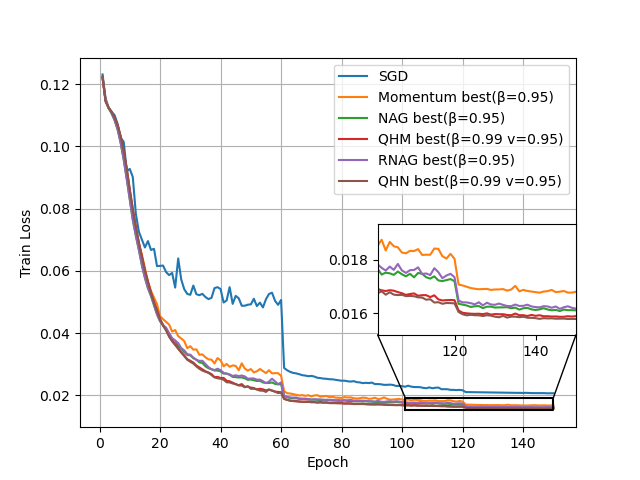 SGD
Momentum best(β=0.95)
NAG best(β=0.95)
QHM best(β=0.99 v=0.95)
RNAG best(β=0.95)
QHN best(β=0.99 v=0.95)
0.12
0.10
0.08
0.06
0.04
0.02
Train Loss
0.018
0.016
120 140
0 20 40 60 80 100 120 140
Epoch